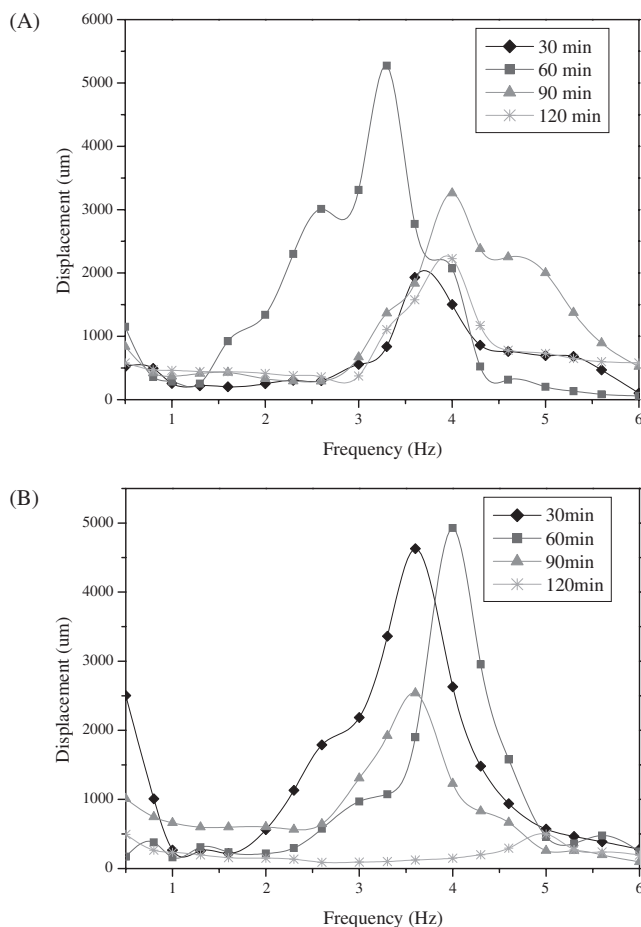 (A)
6000
5000
4000
3000
2000
1000
0
Displacement (um)
30 min
60 min
90 min
120 min
1 2 3 4 5 6
Frequency (Hz)
(B)
5000
4000
3000
2000
1000
0
Displacement (um)
30min
60min
90min
120min
1 2 3 4 5 6
Frequency (Hz)